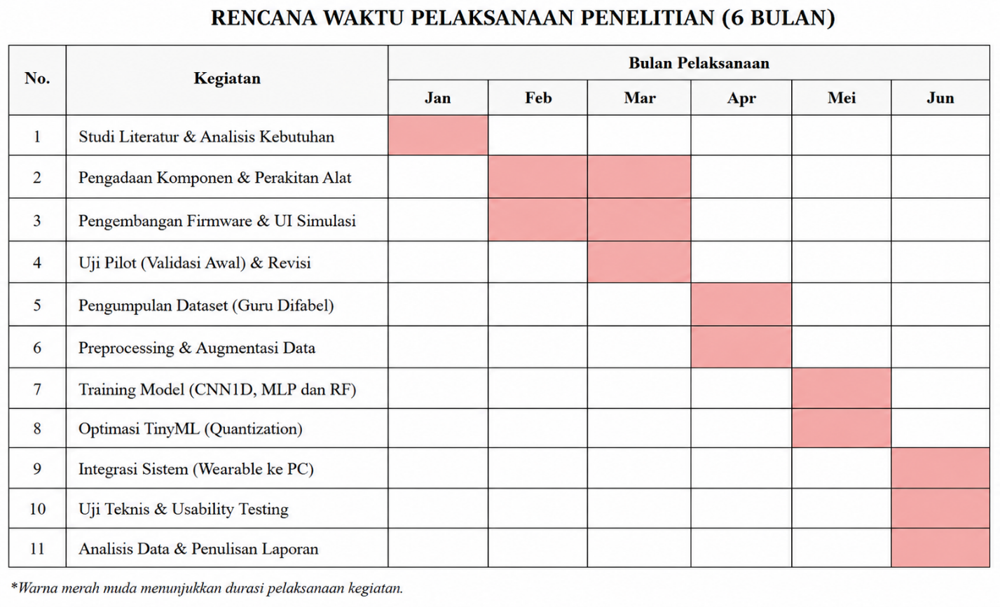 RENCANA WAKTU PELAKSANAAN PENELITIAN (6 BULAN)
No. Kegiatan Bulan Pelaksanaan
Jan Feb Mar Apr Mei Jun
1 Studi Literatur & Analisis Kebutuhan
2 Pengadaan Komponen & Perakitan Alat
3 Pengembangan Firmware & UI Simulasi
4 Uji Pilot (Validasi Awal) & Revisi
5 Pengumpulan Dataset (Guru Difabel)
6 Preprocessing & Augmentasi Data
7 Training Model (CNN1D, MLP dan RF)
8 Optimasi TinyML (Quantization)
9 Integrasi Sistem (Wearable ke PC)
10 Uji Teknis & Usability Testing
11 Analisis Data & Penulisan Laporan
*Warna merah muda menunjukkan durasi pelaksanaan kegiatan.